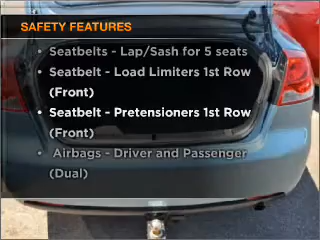 SAFETY FEATURES
• Seatbelts - Lap/Sash for 5 seats
• Seatbelt - Load Limiters 1st Row
(Front)
• Seatbelt - Pretensioners 1st Row
(Front)
• Airbags - Driver and Passenger
(Dual)